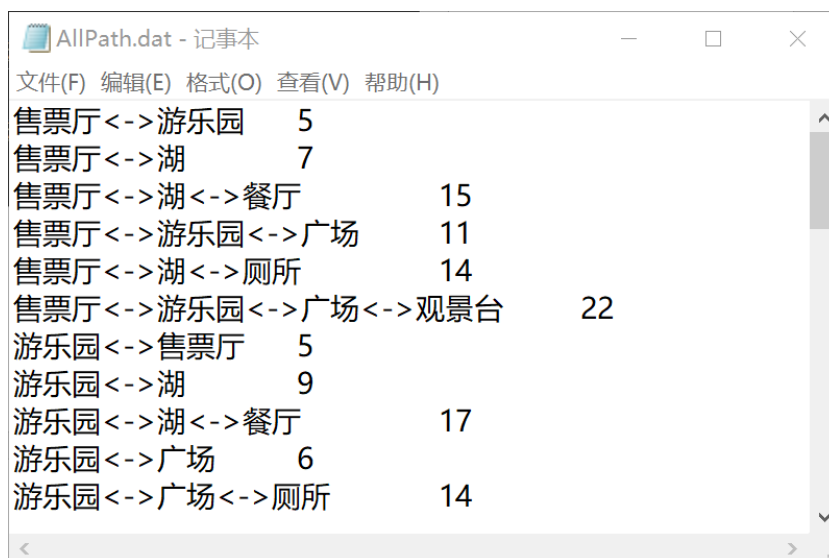 AllPath.dat - 记事本
文件(F) 编辑(E) 格式(O) 查看(V) 帮助(H)
售票厅<->游乐园 5
售票厅<->湖 7
售票厅<->湖<->餐厅 15
售票厅<->游乐园<->广场 11
售票厅<->湖<->厕所 14
售票厅<->游乐园<->广场<->观景台 22
游乐园<->售票厅 5
游乐园<->湖 9
游乐园<->湖<->餐厅 17
游乐园<->广场 6
游乐园<->广场<->厕所 14